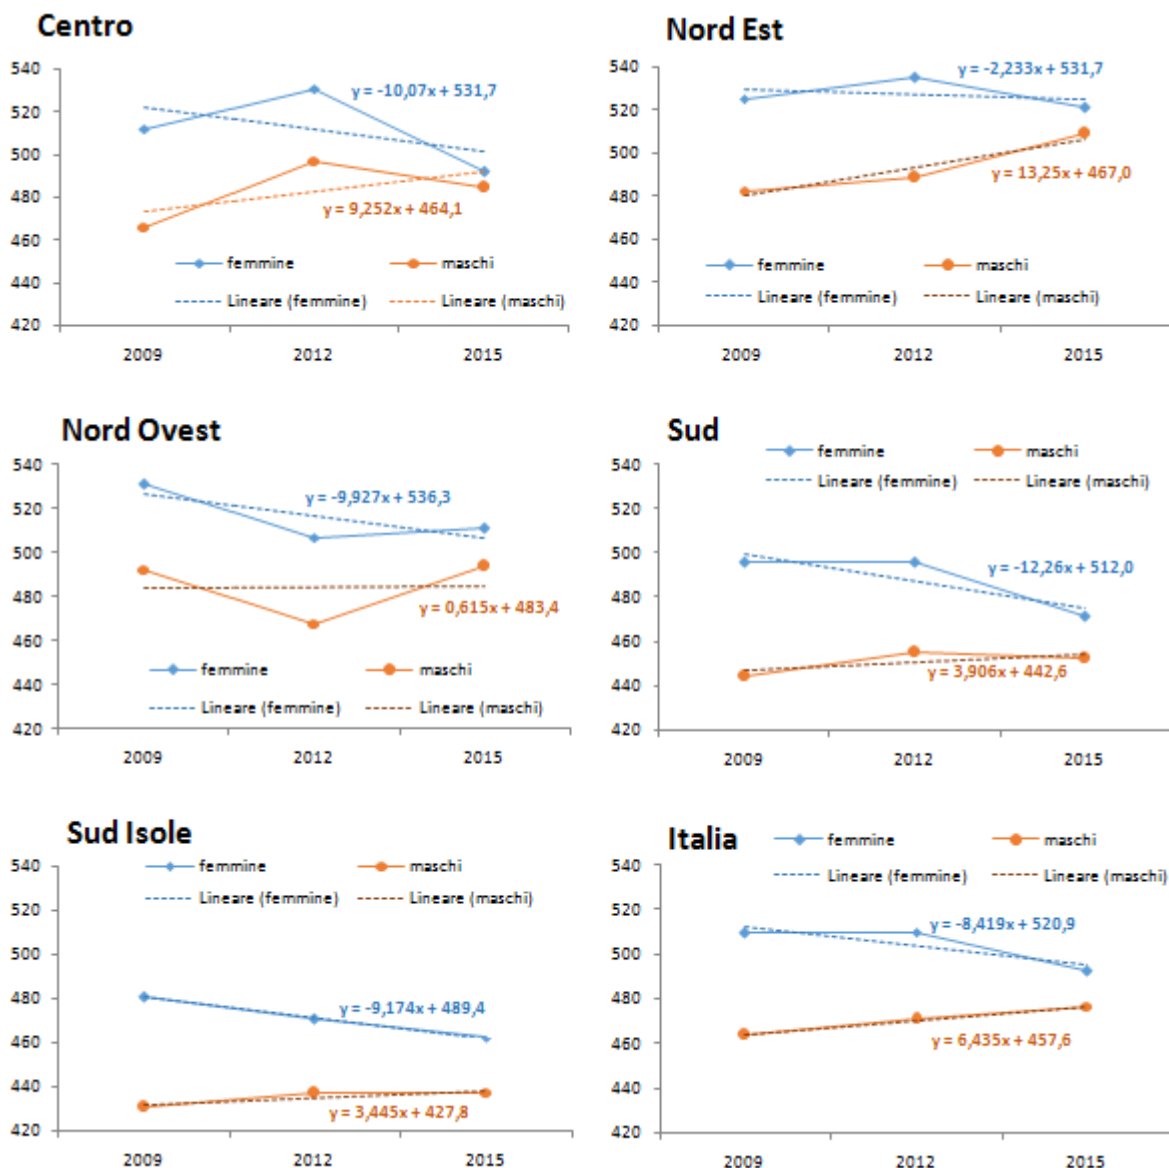 Centro
540
520
500
480
460
440
420
y = -10,07x + 531,7
y = 9,252x + 464,1
femmine
maschi
Lineare (femmine)
Lineare (maschi)
2009
2012
2015
Nord Est
540
520
500
480
460
440
420
y = -2,233x + 531,7
y = 13,25x + 467,0
femmine
maschi
Lineare (femmine)
Lineare (maschi)
2009
2012
2015
Nord Ovest
540
520
500
480
460
440
420
y = -9,927x + 536,3
y = 0,615x + 483,4
femmine
maschi
Lineare (femmine)
Lineare (maschi)
2009
2012
2015
Sud
femmine
maschi
Lineare (femmine)
Lineare (maschi)
540
520
500
480
460
440
420
y = -12,26x + 512,0
y = 3,906x + 442,6
2009
2012
2015
Sud Isole
femmine
maschi
Lineare (femmine)
Lineare (maschi)
540
520
500
480
460
440
420
y = -9,174x + 489,4
y = 3,445x + 427,8
2009
2012
2015
Italia
femmine
maschi
Lineare (femmine)
Lineare (maschi)
540
520
500
480
460
440
420
y = -8,419x + 520,9
y = 6,435x + 457,6
2009
2012
2015